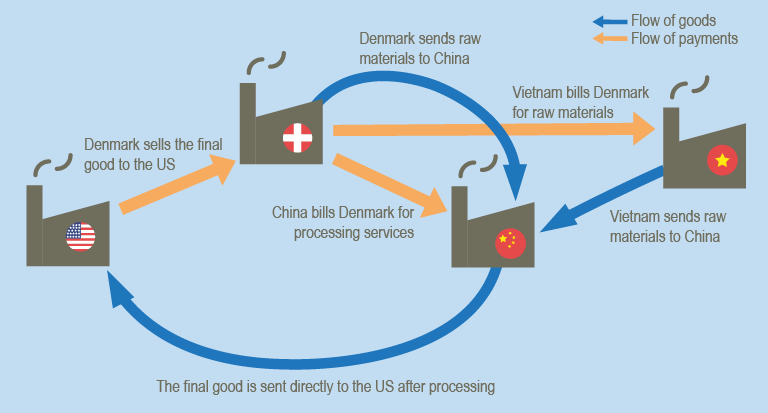 Flow of goods
Flow of payments
Denmark sends raw
materials to China
Vietnam bills Denmark
for raw materials
Denmark sells the final
good to the US
China bills Denmark for
processing services
Vietnam sends raw
materials to China
The final good is sent directly to the US after processing